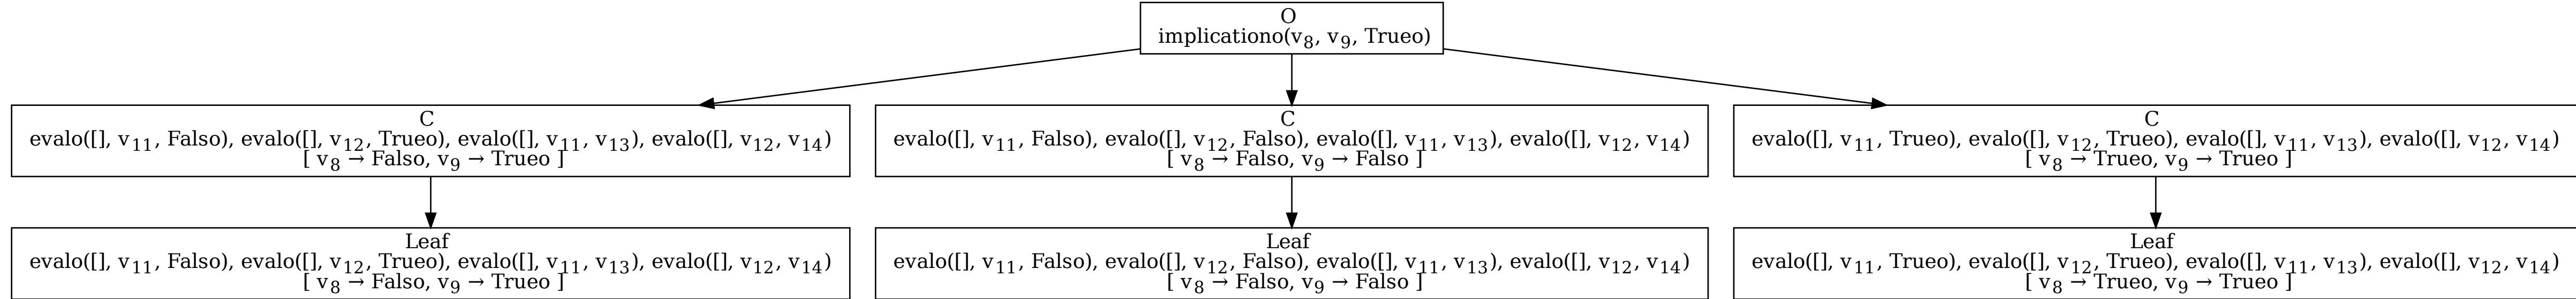 O
implicationo(v₈, v₉, Trueo)
C
evalo([], v₁₁, Falso), evalo([], v₁₂, Trueo), evalo([], v₁₁, v₁₃), evalo([], v₁₂, v₁₄)
[ v₈ → Falso, v₉ → Trueo ]
C
evalo([], v₁₁, Falso), evalo([], v₁₂, Falso), evalo([], v₁₁, v₁₃), evalo([], v₁₂, v₁₄)
[ v₈ → Falso, v₉ → Falso ]
C
evalo([], v₁₁, Trueo), evalo([], v₁₂, Trueo), evalo([], v₁₁, v₁₃), evalo([], v₁₂, v₁₄)
[ v₈ → Trueo, v₉ → Trueo ]
Leaf
evalo([], v₁₁, Falso), evalo([], v₁₂, Trueo), evalo([], v₁₁, v₁₃), evalo([], v₁₂, v₁₄)
[ v₈ → Falso, v₉ → Trueo ]
Leaf
evalo([], v₁₁, Falso), evalo([], v₁₂, Falso), evalo([], v₁₁, v₁₃), evalo([], v₁₂, v₁₄)
[ v₈ → Falso, v₉ → Falso ]
Leaf
evalo([], v₁₁, Trueo), evalo([], v₁₂, Trueo), evalo([], v₁₁, v₁₃), evalo([], v₁₂, v₁₄)
[ v₈ → Trueo, v₉ → Trueo ]